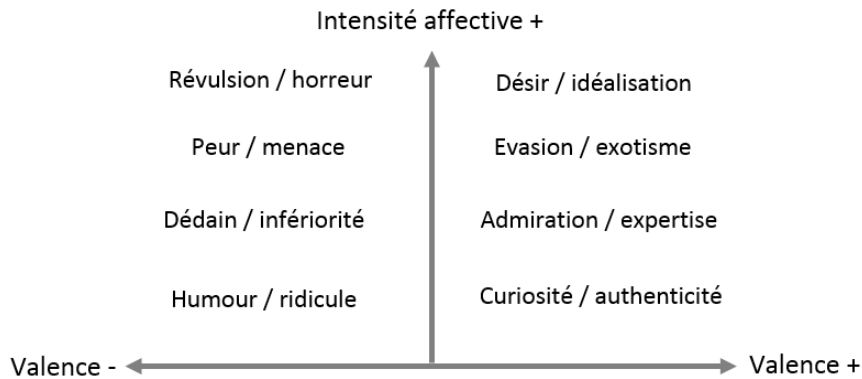 Intensité affective +
Révulsion / horreur
Désir / idéalisation
Peur / menace
Evasion / exotisme
Dédain / infériorité
Admiration / expertise
Humour / ridicule
Curiosité / authenticité
Valence -
Valence +